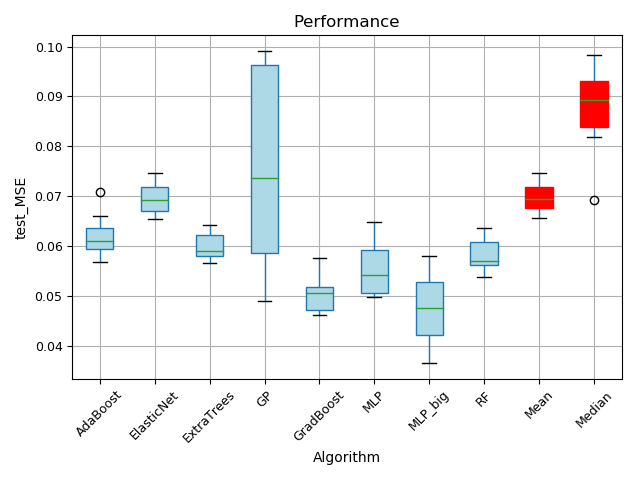 Performance
test_MSE
0.10
0.09
0.08
0.07
0.06
0.05
0.04
AdaBoost
ElasticNet
ExtraTrees
GP
GradBoost
MLP
MLP_big
RF
Mean
Median
Algorithm